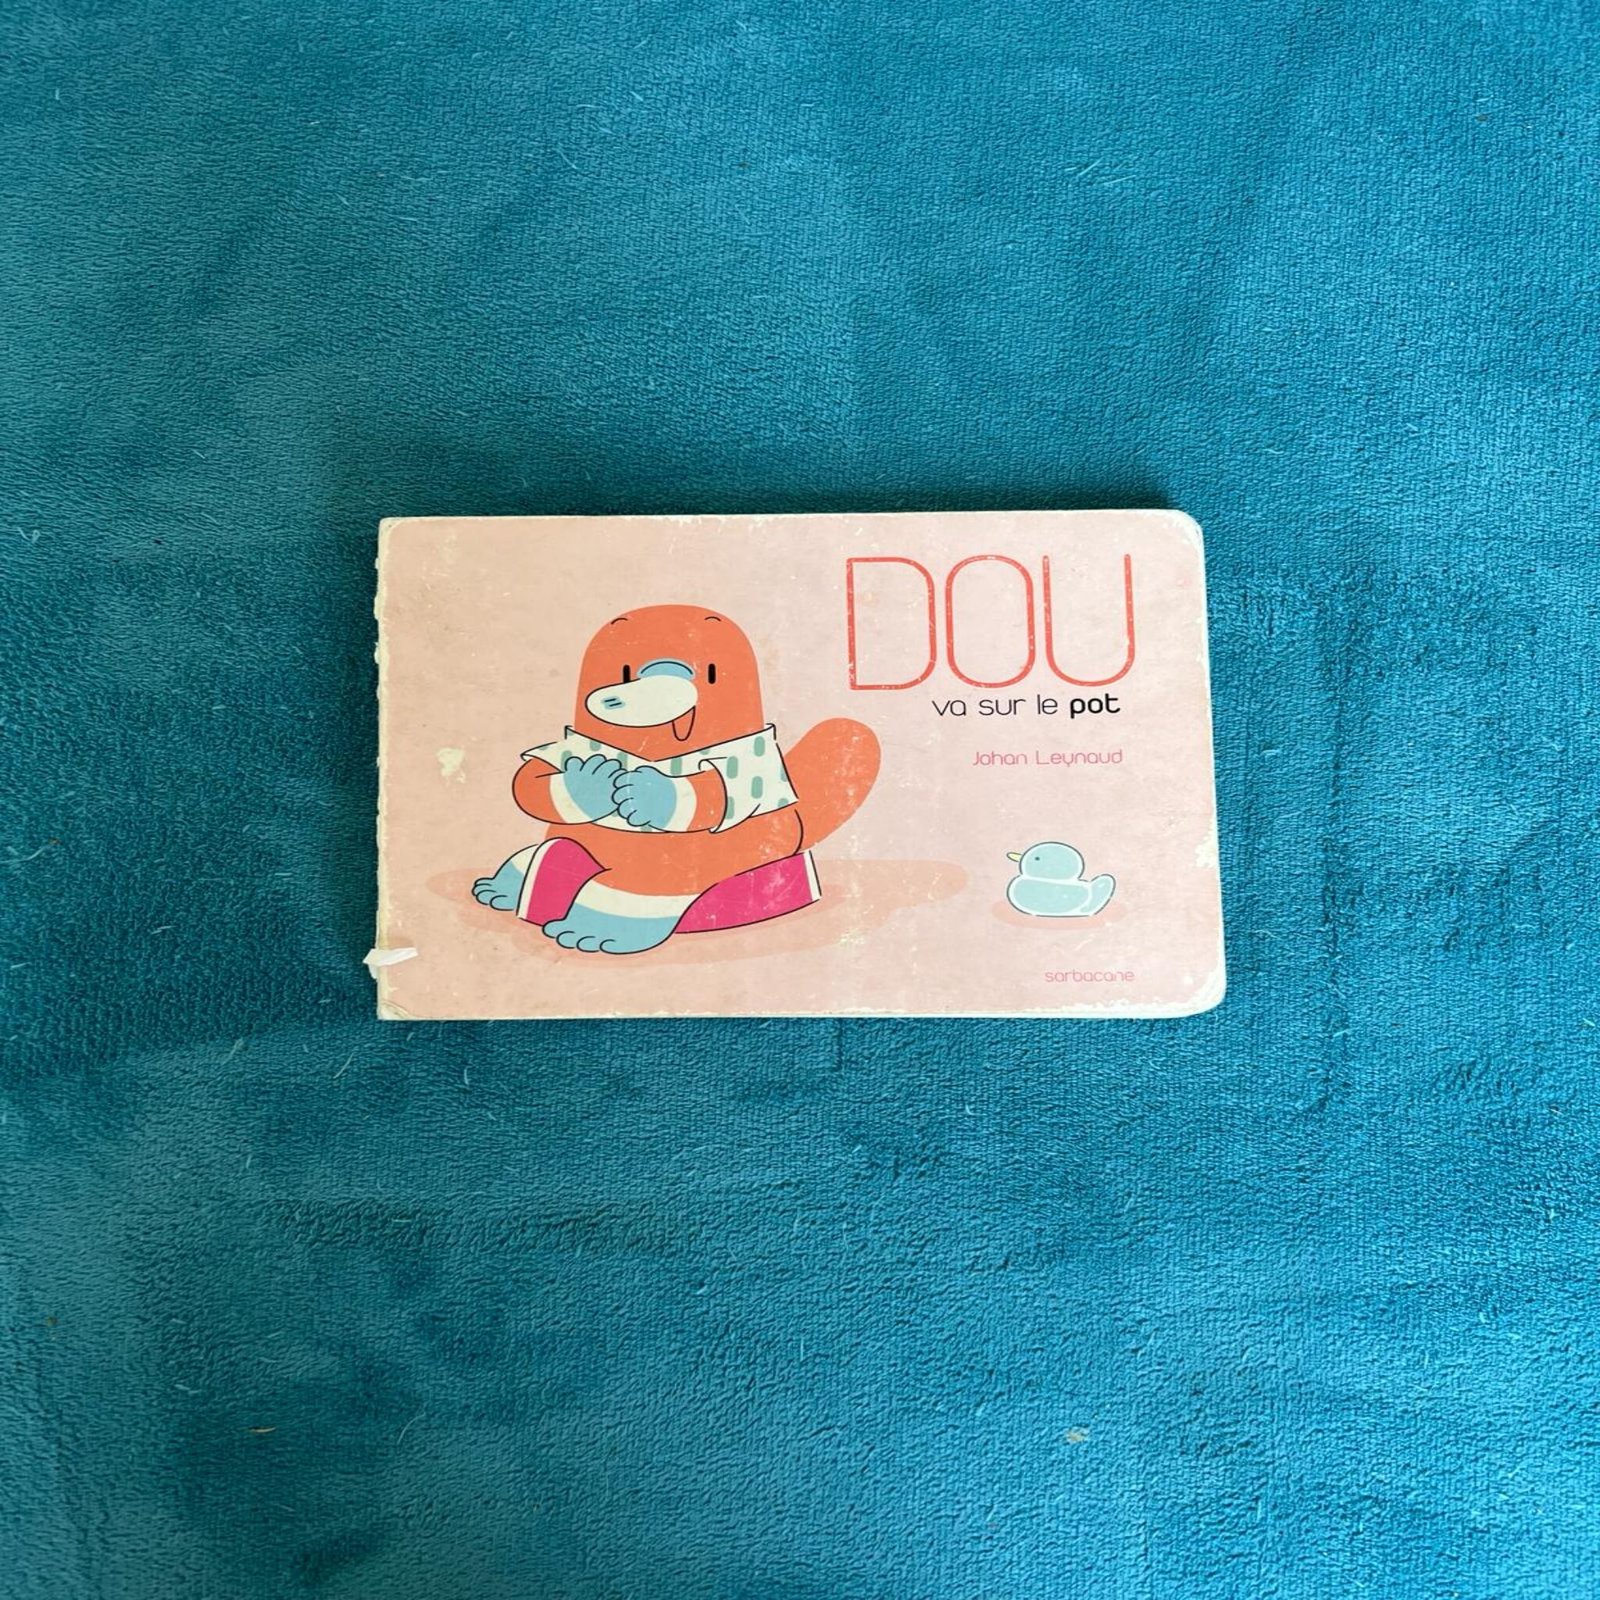 DOU
va sur le pot
Johan Leynaud
sarbacane